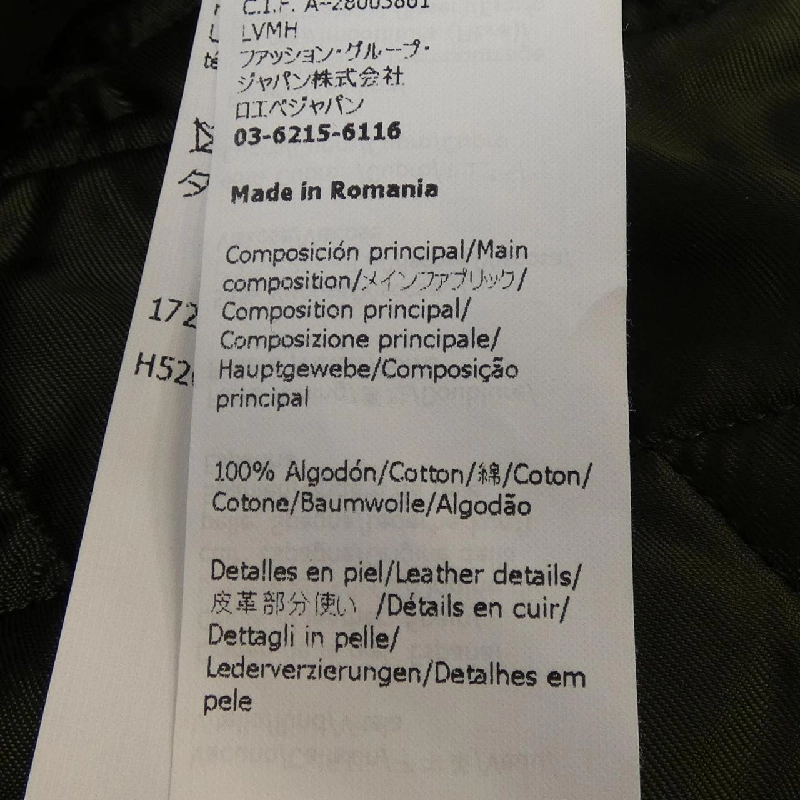 C.I.F. A-28003861
LVMH
ファッション・グループ・
ジャパン株式会社
ロエベジャパン
03-6215-6116
Made in Romania
Composición principal/Main
composition/メインファブリック/
Composition principal/
Composizione principale/
Hauptgewebe/Composição
principal
100% Algodón/Cotton/綿/Coton/
Cotone/Baumwolle/Algodão
Detalles en piel/Leather details/
皮革部分使い /Détails en cuir/
Dettagli in pelle/
Lederverzierungen/Detalhes em
pele
172
H52